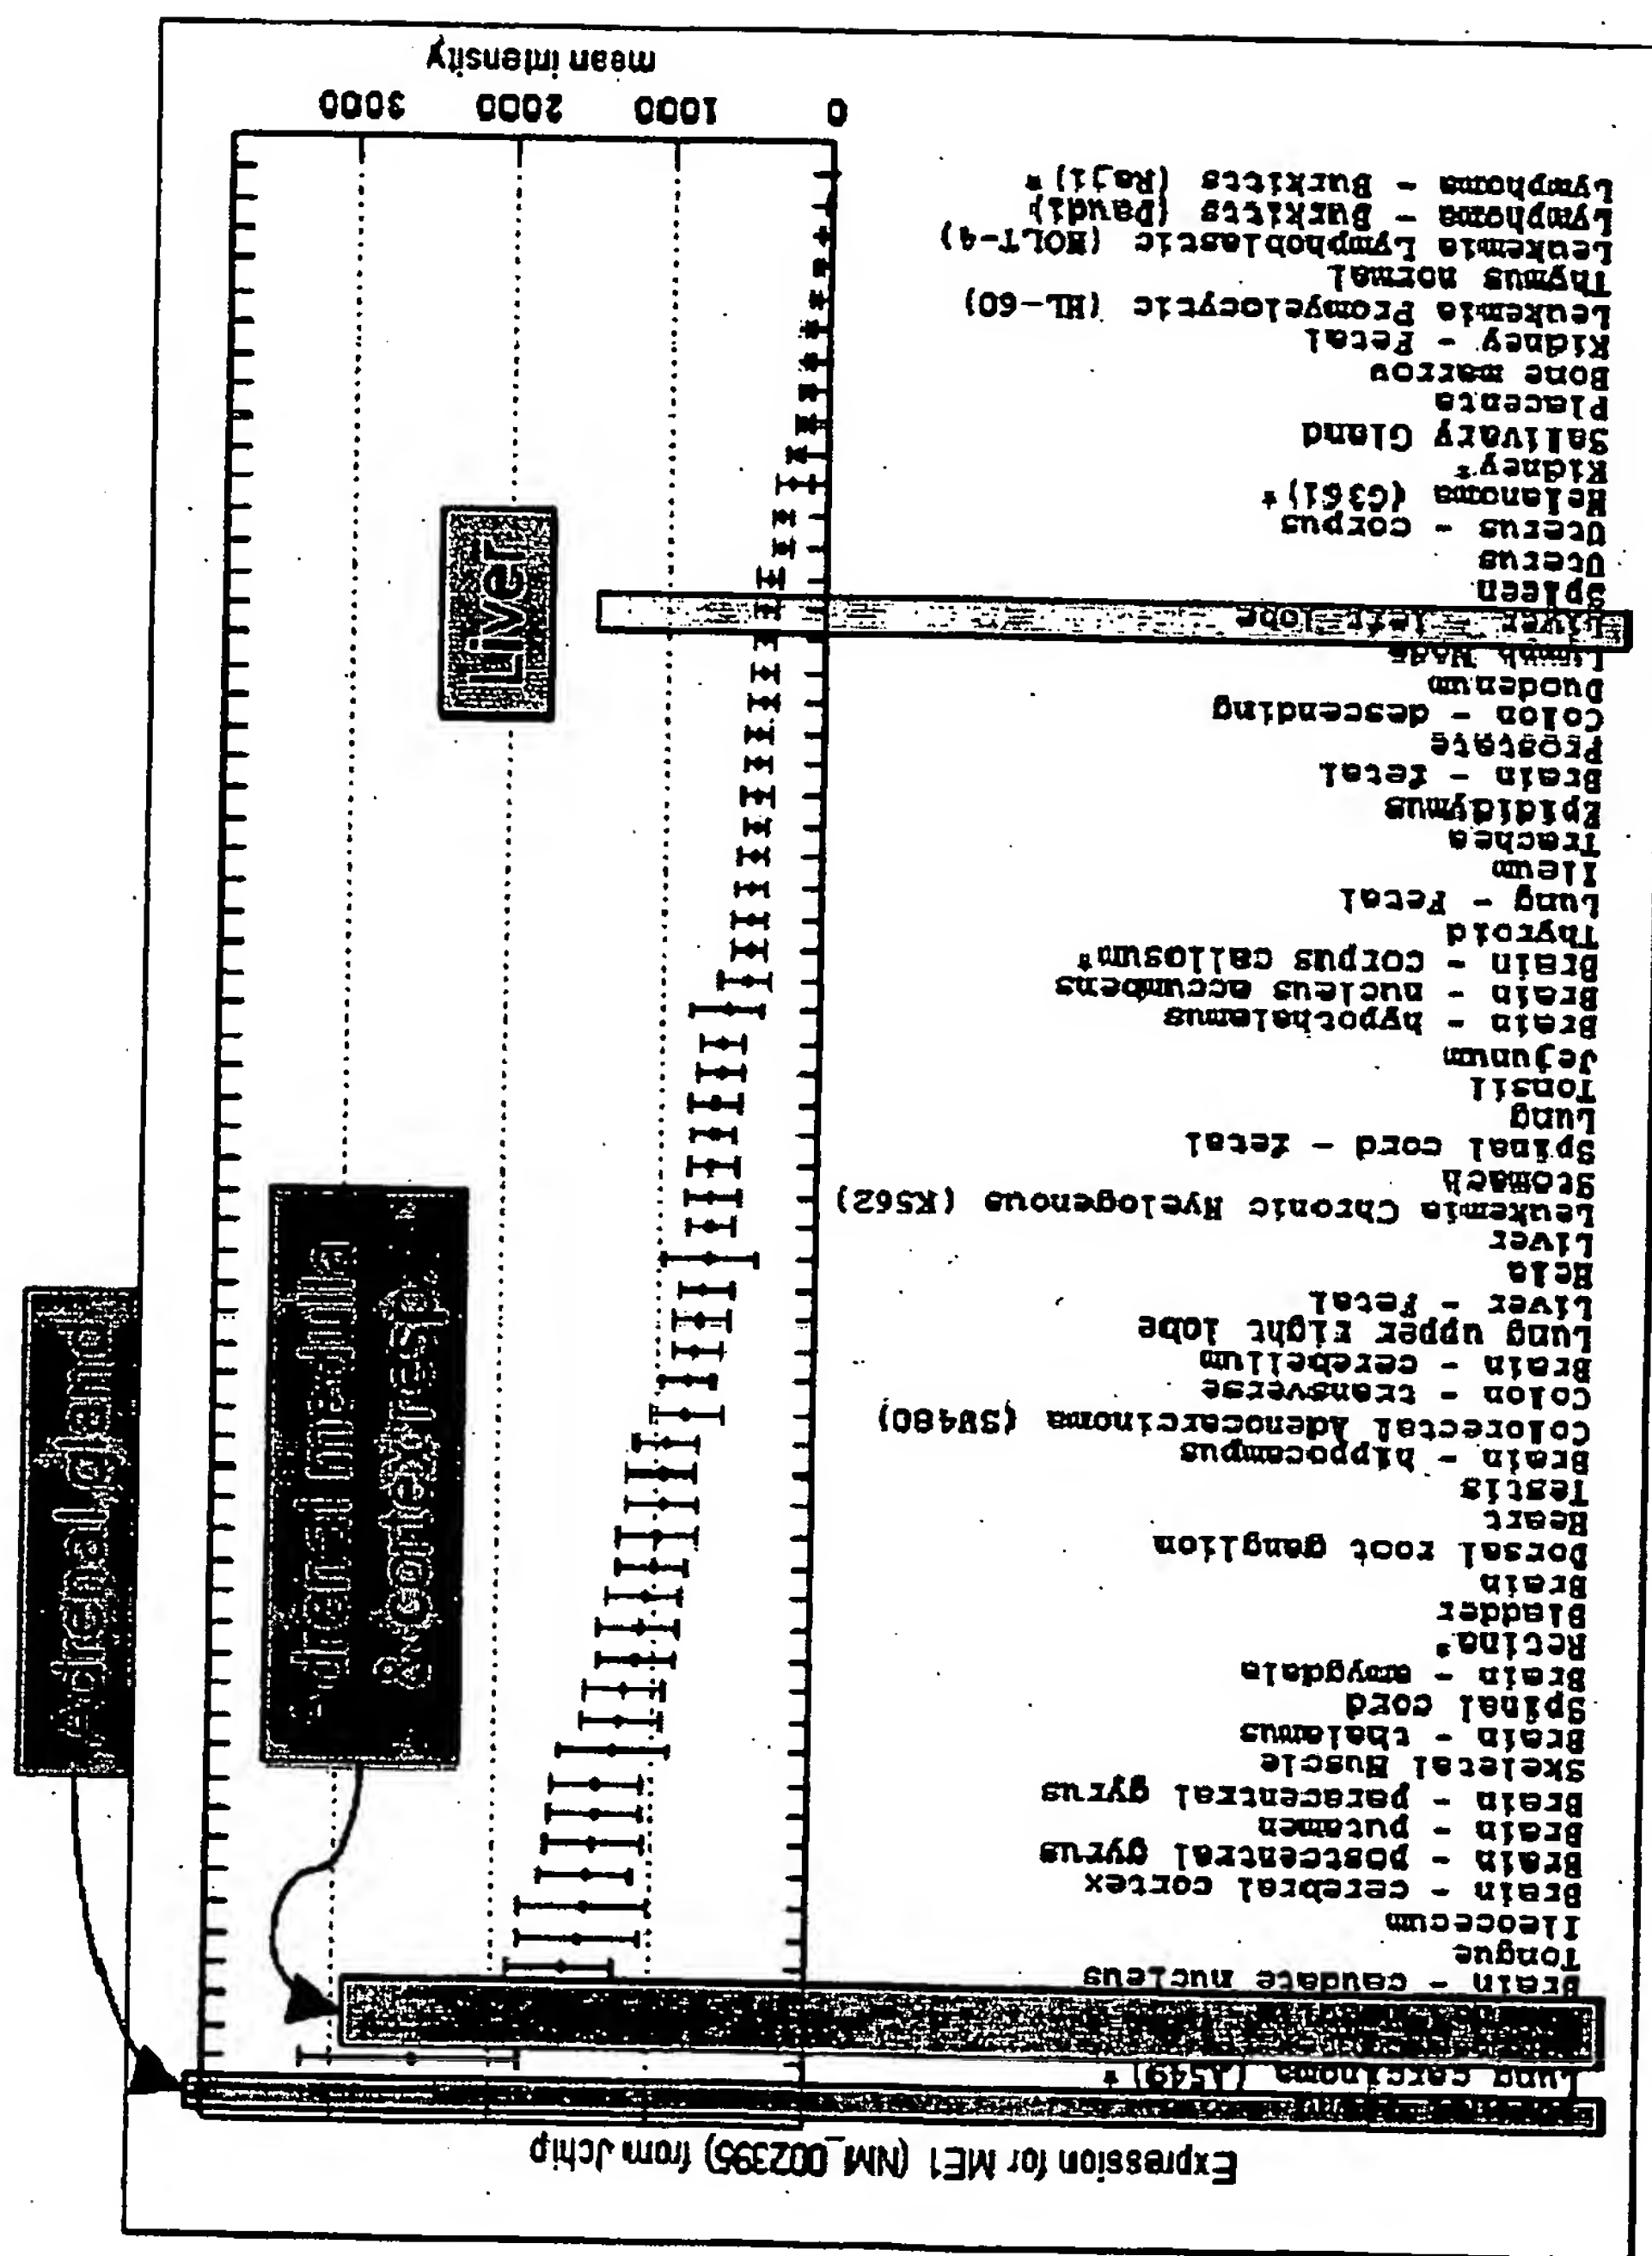 Expression for ME1 (NM_002395) from Jchip
Lung carcinoma (A549) *
Brain - caudate nucleus
Tongue
Ileocecum
Brain - cerebral cortex
Brain - postcentral gyrus
Brain - putamen
Brain - paracentral gyrus
Skeletal Muscle
Brain - thalamus
Spinal cord
Brain - amygdala
Retina*
Bladder
Brain
Dorsal root ganglion
Heart
Testis
Brain - hippocampus
Colorectal Adenocarcinoma (SW480)
Colon - transverse
Brain - cerebellum
Lung upper right lobe
Liver - Fetal
Hela
Liver
Leukemia Chronic Myelogenous (K562)
Stomach
Spinal cord - fetal
Lung
Tonsil
Jejunum
Brain - hypothalamus
Brain - nucleus accumbens
Brain - corpus callosum*
Thyroid
Lung - Fetal
Ileum
Trachea
Epididymus
Brain - fetal
Prostate
Colon - descending
Duodenum
Lymph Node
Liver - left lobe
Spleen
Uterus
Uterus - corpus
Melanoma (G361)*
Kidney*
Salivary Gland
Placenta
Bone marrow
Kidney - Fetal
Leukemia Promyelocytic (HL-60)
Thymus normal
Leukemia Lymphoblastic (MOLT-4)
Lymphoma - Burkitts (Daudi)
Lymphoma - Burkitts (Raji)*
0
1000
2000
3000
mean intensity
Adrenal gland
Adrenal medulla
& cortex resp.
Liver